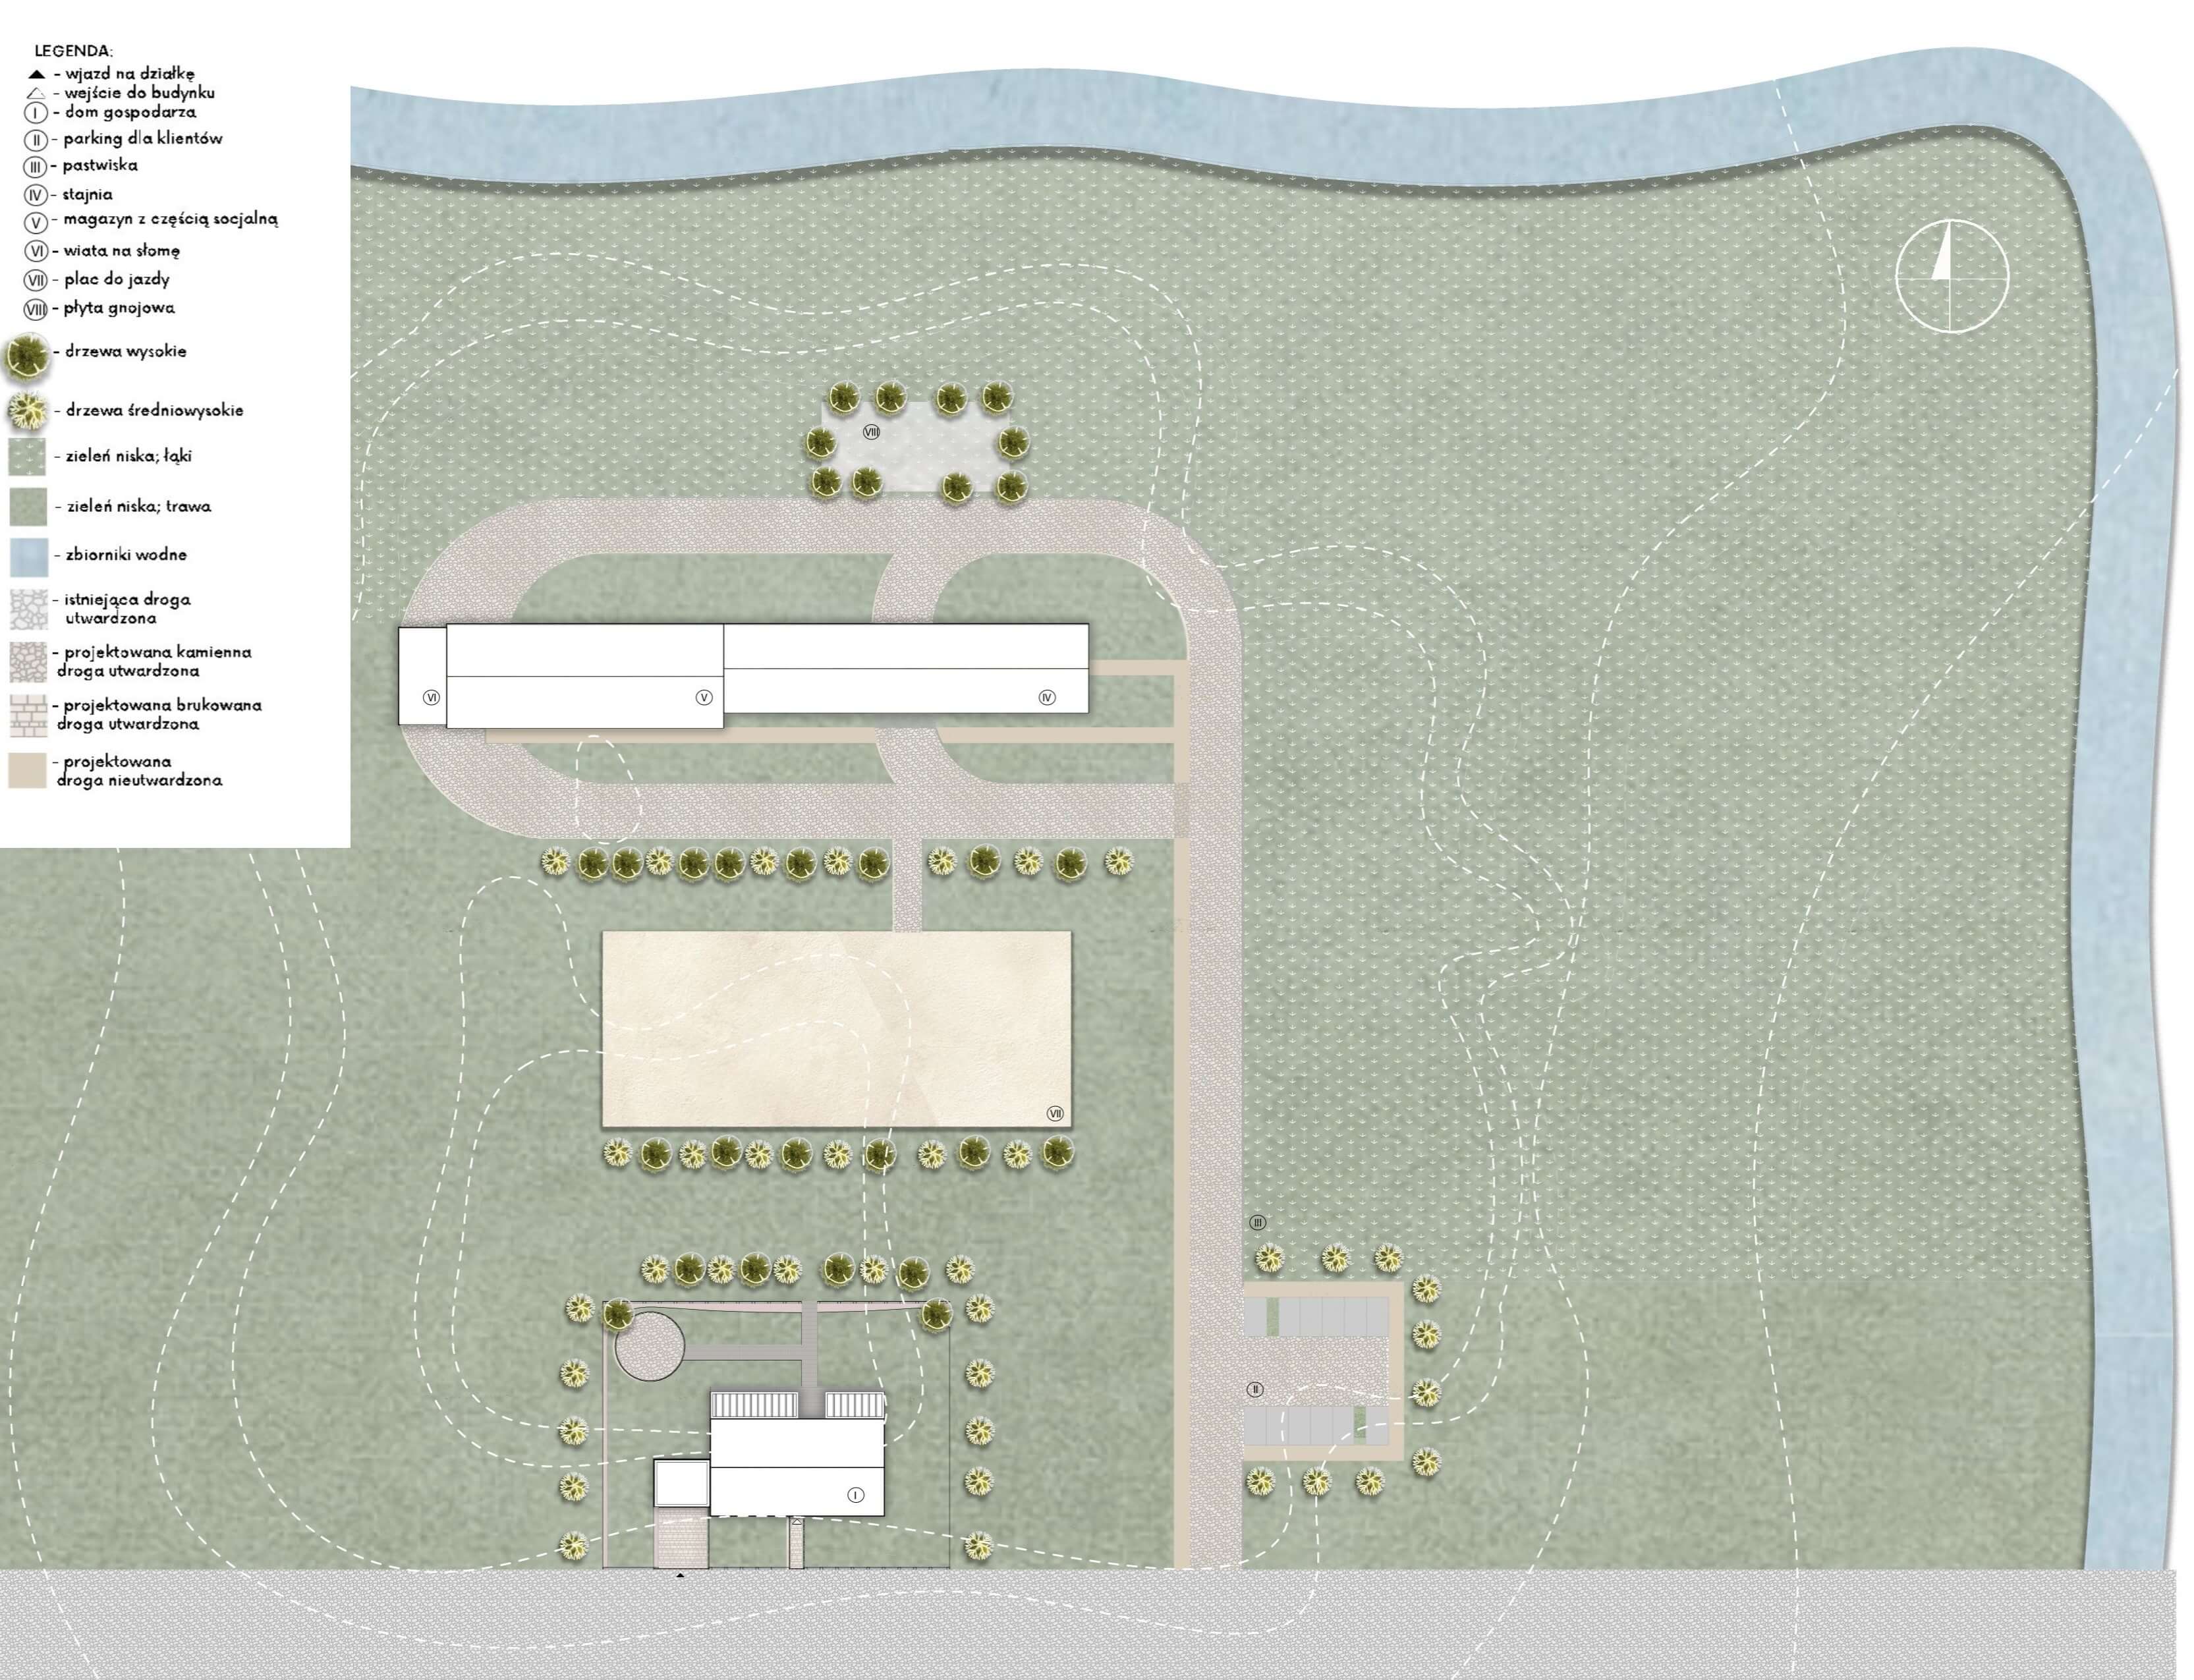 LEGENDA:
- wjazd na działkę
- wejście do budynku
I - dom gospodarza
II - parking dla klientów
III - pastwiska
IV - stajnia
V - magazyn z częścią socjalną
VI - wiata na słomę
VII - plac do jazdy
VIII - płyta gnojowa
- drzewa wysokie
- drzewa średniowysokie
- zieleń niska; łąki
- zieleń niska; trawa
- zbiorniki wodne
- istniejąca droga
utwardzona
- projektowana kamienna
droga utwardzona
- projektowana brukowana
droga utwardzona
- projektowana
droga nieutwardzona
VIII
VI
V
IV
VII
III
II
I